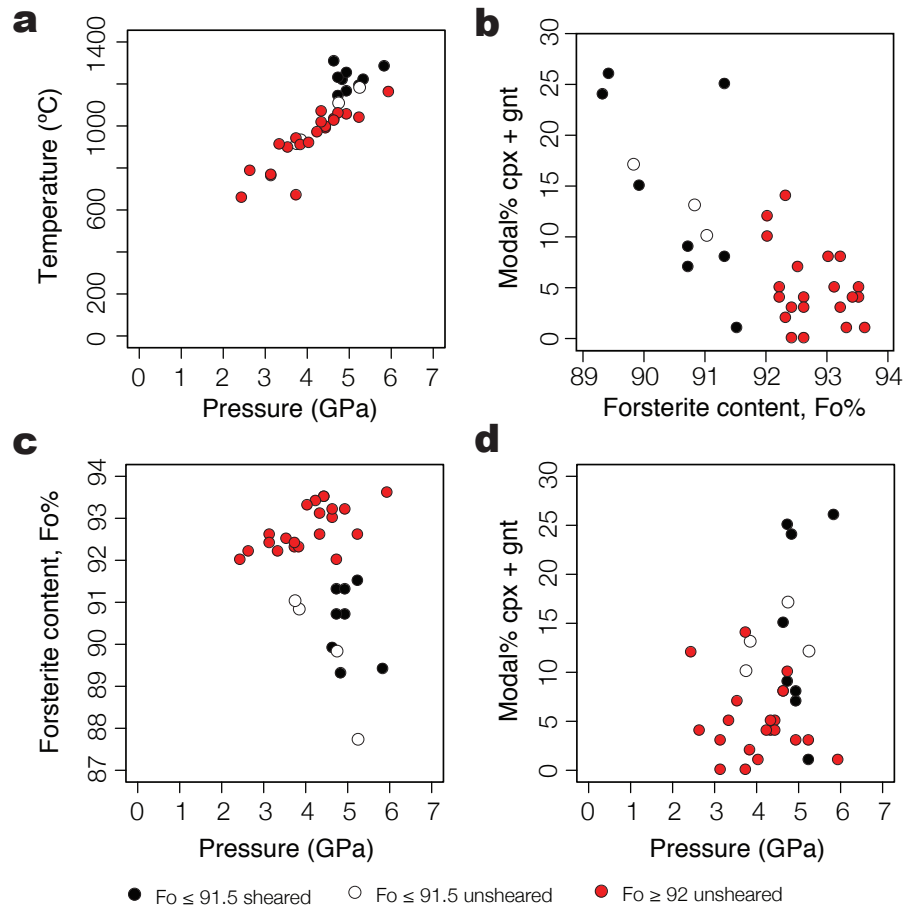 a
1400
1000
600
200
0
Temperature (ºC)
0 1 2 3 4 5 6 7
Pressure (GPa)
b
30
25
20
15
10
5
0
Modal% cpx + gnt
89 90 91 92 93 94
Forsterite content, Fo%
c
94
93
92
91
90
89
88
87
Forsterite content, Fo%
0 1 2 3 4 5 6 7
Pressure (GPa)
d
30
25
20
15
10
5
0
Modal% cpx + gnt
0 1 2 3 4 5 6 7
Pressure (GPa)
Fo ≤ 91.5 sheared Fo ≤ 91.5 unsheared Fo ≥ 92 unsheared